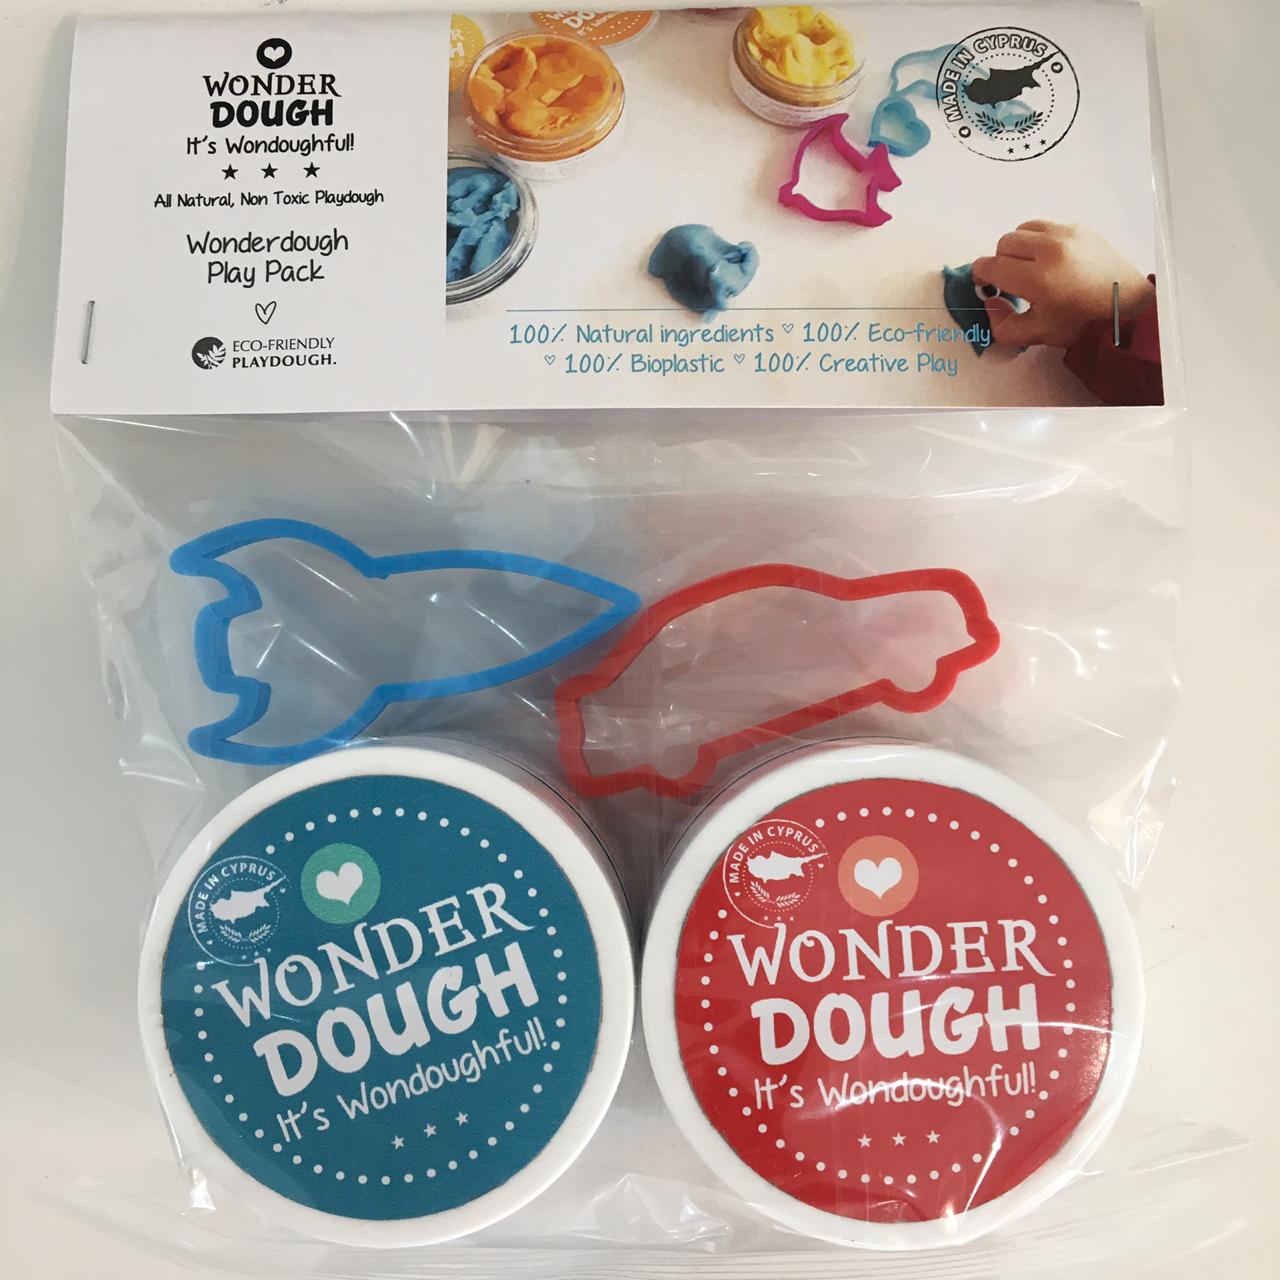 WONDER
DOUGH
It's Wondoughful!
All Natural, Non Toxic Playdough
Wonderdough
Play Pack
ECO-FRIENDLY
PLAYDOUGH.
MADE IN CYPRUS
100% Natural ingredients ♡ 100% Eco-friendly
♡ 100% Bioplastic ♡ 100% Creative Play
MADE IN CYPRUS
WONDER
DOUGH
It's Wondoughful!
MADE IN CYPRUS
WONDER
DOUGH
It's Wondoughful!